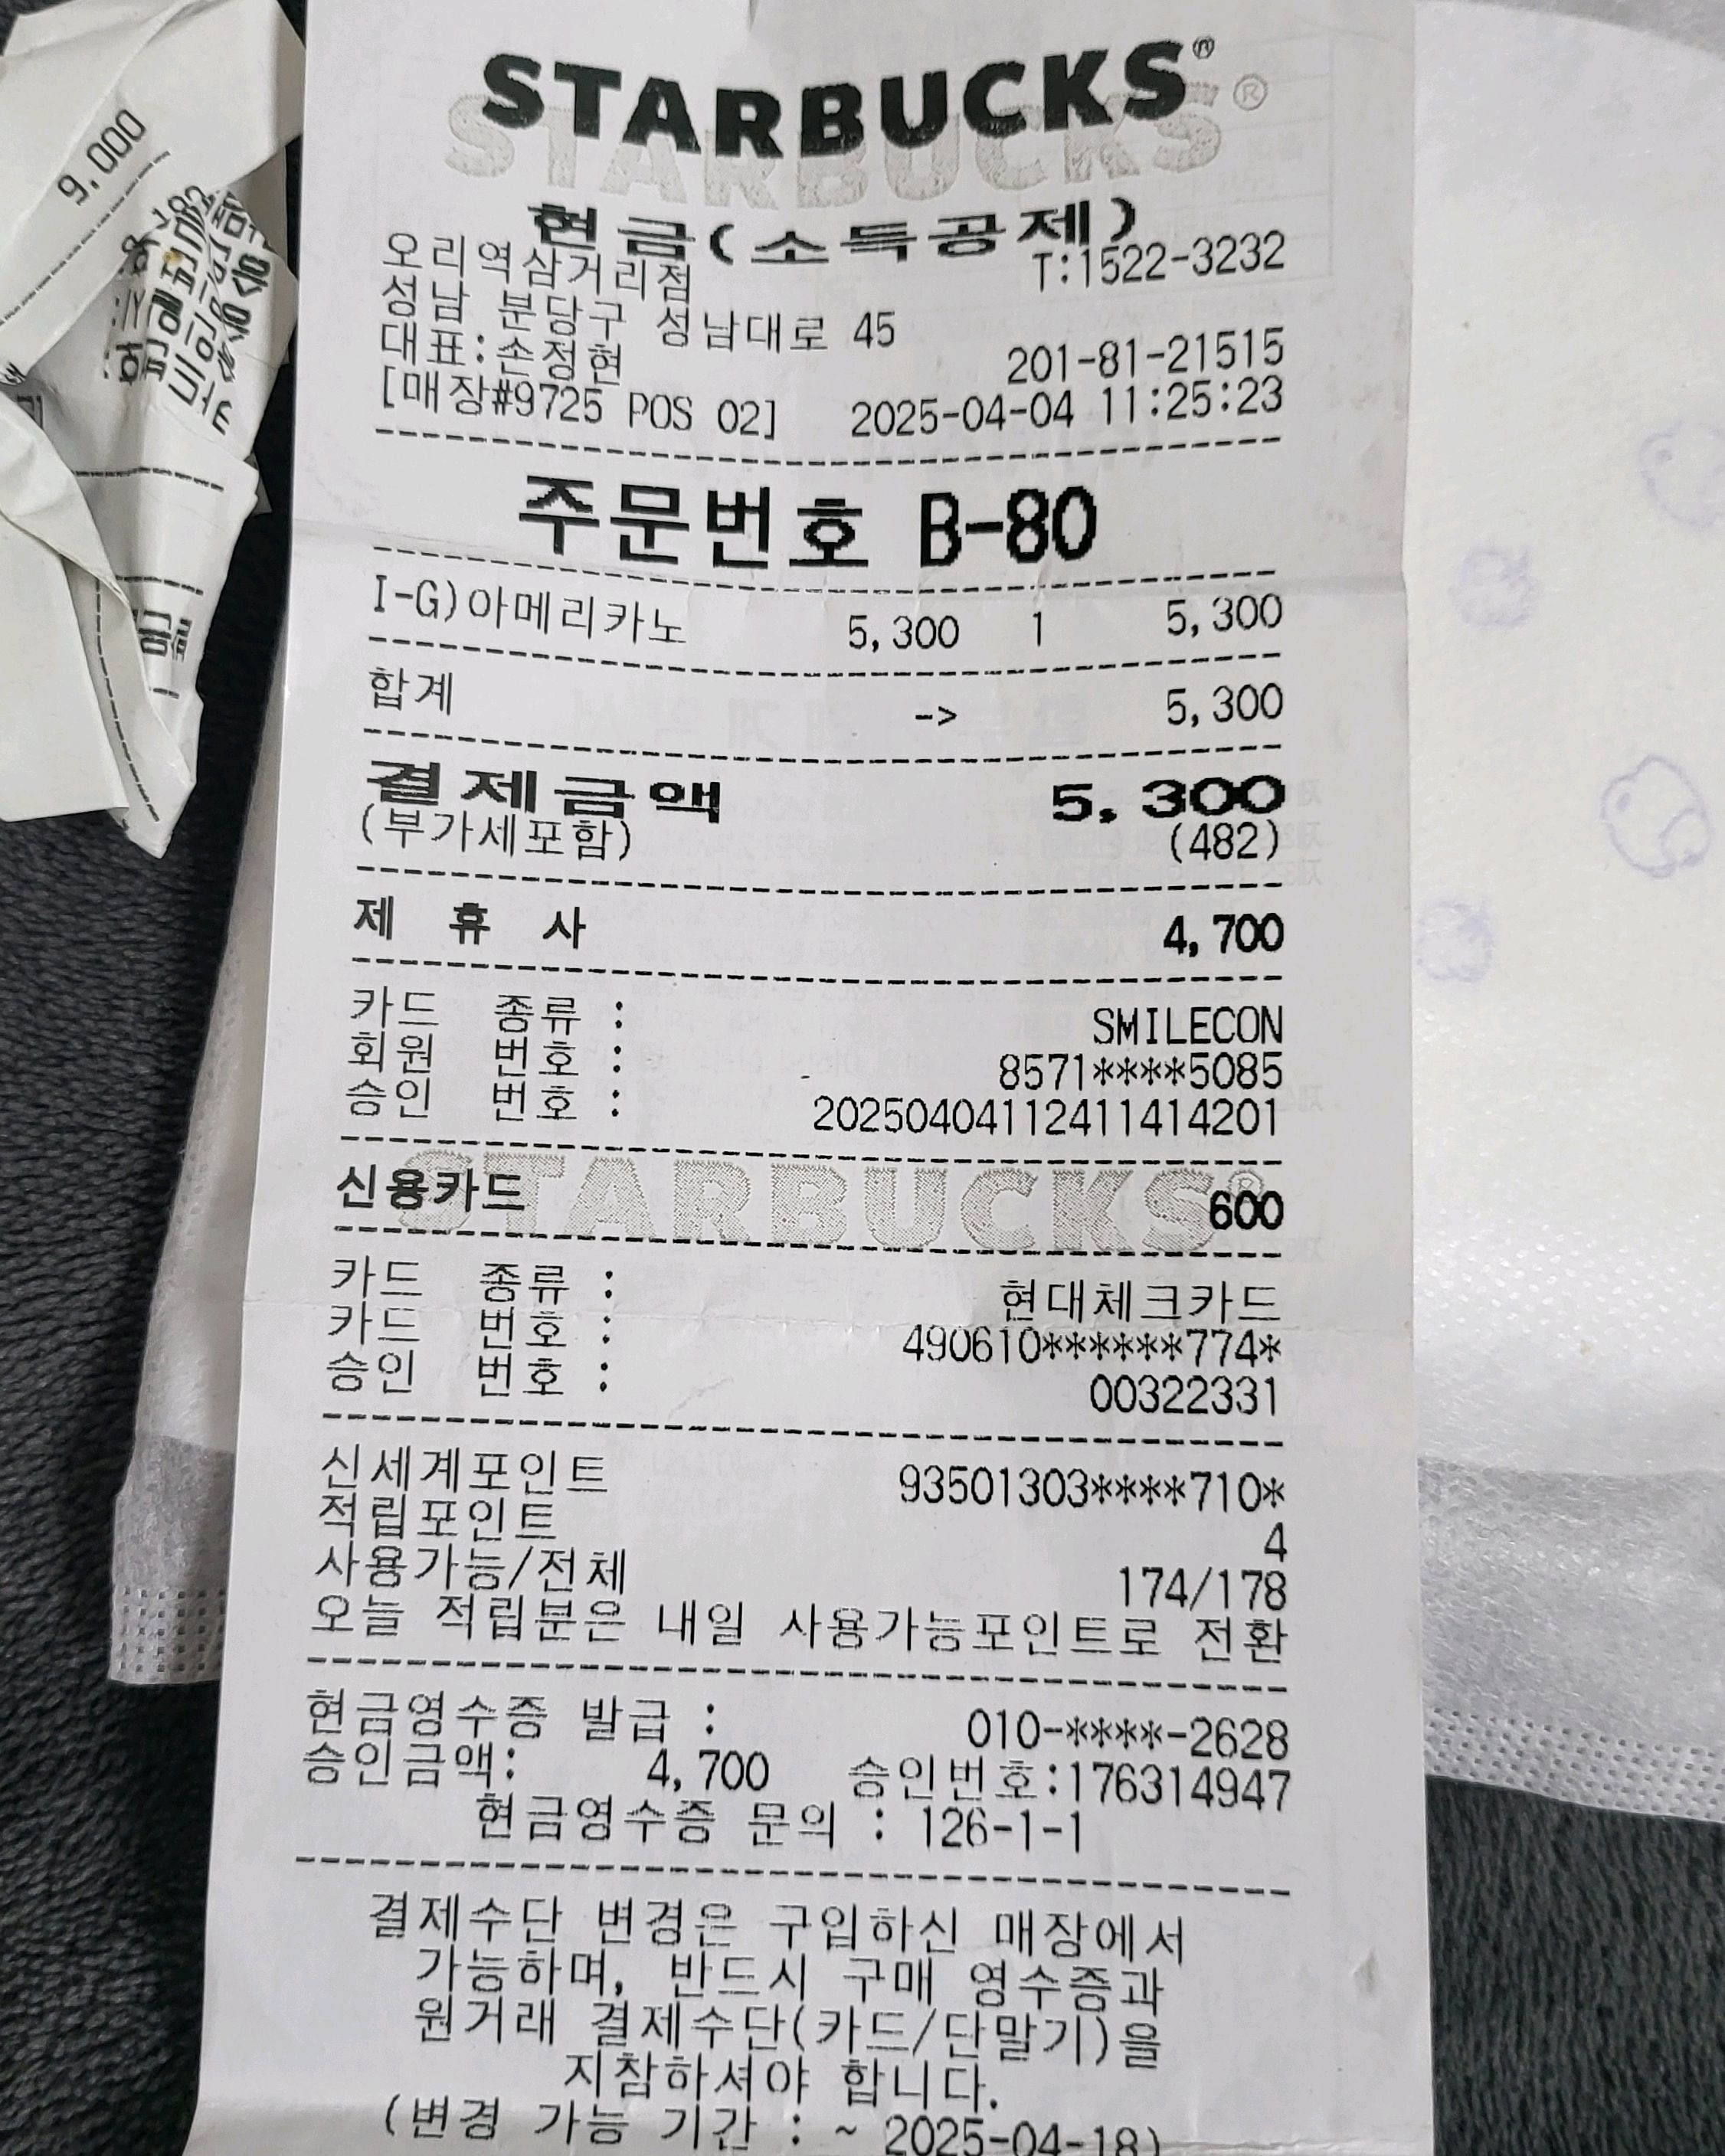 9,000
STARBUCKS®
STARBUCKS®
현금(소득공제)
오리역삼거리점 T:1522-3232
성남 분당구 성남대로 45
대표:손정현 201-81-21515
[매장#9725 POS 02] 2025-04-04 11:25:23
주문번호 B-80
I-G)아메리카노 5,300 1 5,300
합계 -> 5,300
결제금액 5,300
(부가세포함) (482)
제 휴 사 4,700
카드 종류 : SMILECON
회원 번호 : 8571****5085
승인 번호 : 20250404112411414201
STARBUCKS®
신용카드 600
카드 종류 : 현대체크카드
카드 번호 : 490610******774*
승인 번호 : 00322331
신세계포인트 93501303****710*
적립포인트 4
사용가능/전체 174/178
오늘 적립분은 내일 사용가능포인트로 전환
현금영수증 발급 : 010-****-2628
승인금액: 4,700 승인번호:176314947
현금영수증 문의 : 126-1-1
결제수단 변경은 구입하신 매장에서
가능하며, 반드시 구매 영수증과
원거래 결제수단(카드/단말기)을
지참하셔야 합니다.
(변경 가능 기간 : ~ 2025-04-18)